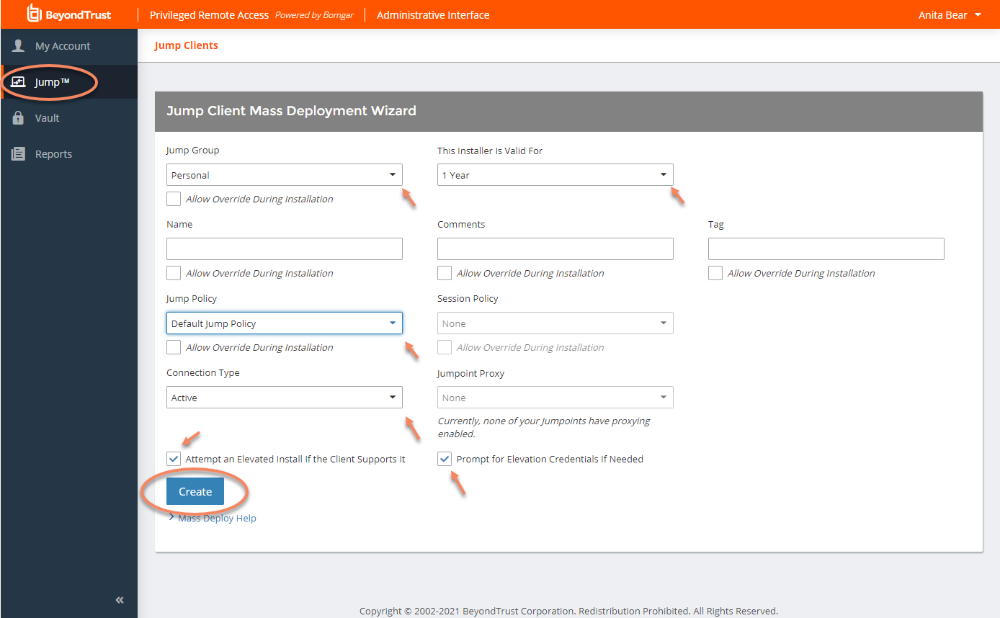 BeyondTrust Privileged Remote Access Powered by Bomgar Administrative Interface Anita Bear
My Account
Jump™
Vault
Reports
Jump Clients
Jump Client Mass Deployment Wizard
Jump Group This Installer Is Valid For
Personal 1 Year
Allow Override During Installation
Name Comments Tag
Allow Override During Installation Allow Override During Installation Allow Override During Installation
Jump Policy Session Policy
Default Jump Policy None
Allow Override During Installation Allow Override During Installation
Connection Type Jumpoint Proxy
Active None
Currently, none of your Jumpoints have proxying
enabled.
Attempt an Elevated Install If the Client Supports It Prompt for Elevation Credentials If Needed
Create
Mass Deploy Help
Copyright © 2002-2021 BeyondTrust Corporation. Redistribution Prohibited. All Rights Reserved.